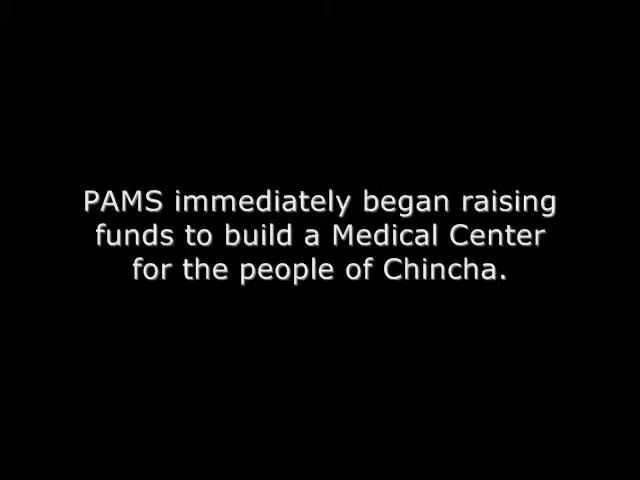 PAMS immediately began raising
funds to build a Medical Center
for the people of Chincha.